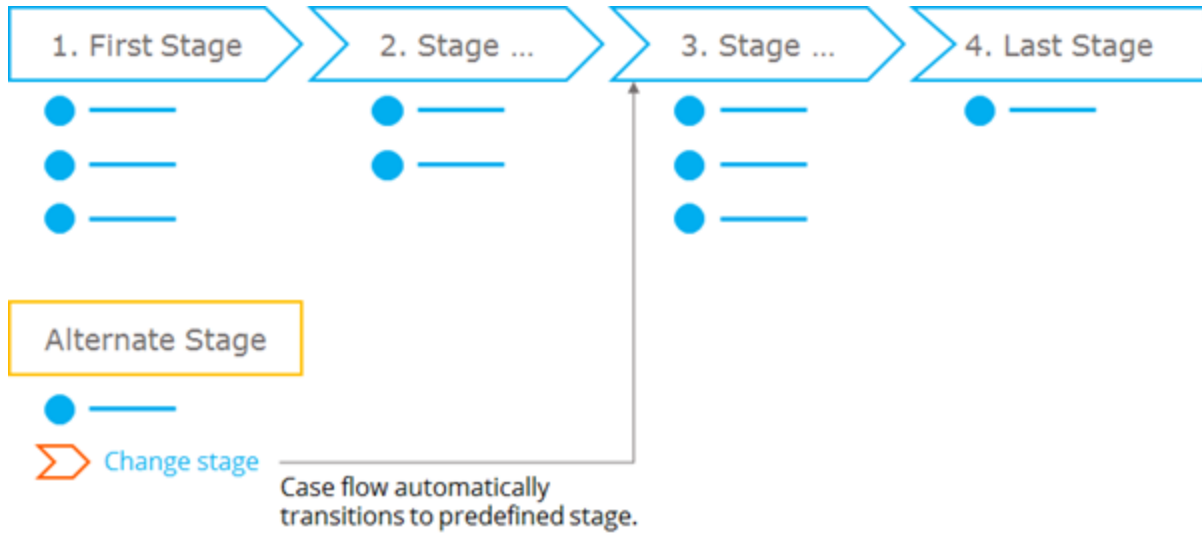 1. First Stage
2. Stage ...
3. Stage ...
4. Last Stage
Alternate Stage
Change stage
Case flow automatically
transitions to predefined stage.